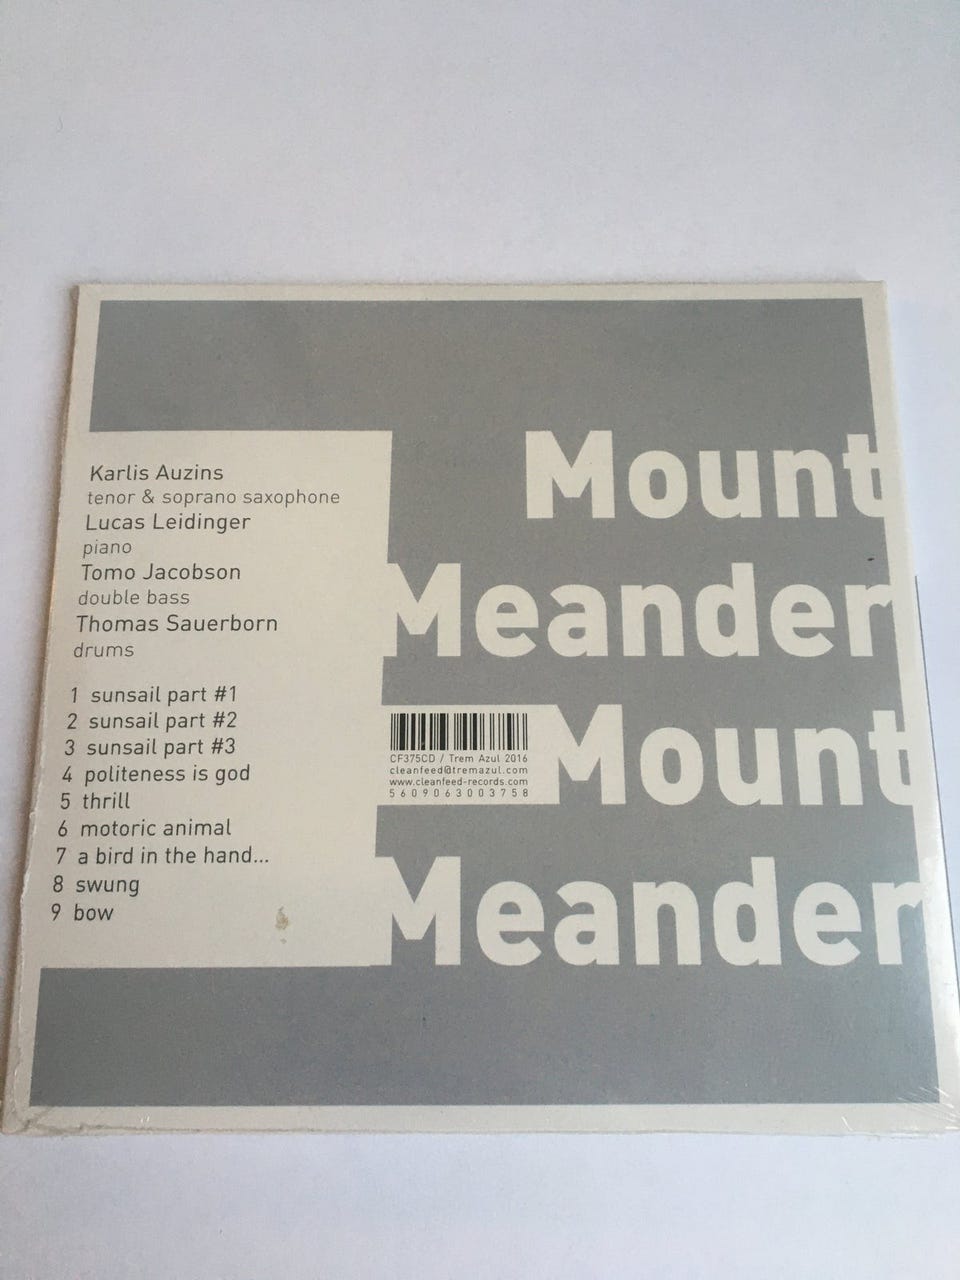 Karlis Auzins
tenor & soprano saxophone
Lucas Leidinger
piano
Tomo Jacobson
double bass
Thomas Sauerborn
drums
1 sunsail part #1
2 sunsail part #2
3 sunsail part #3
4 politeness is god
5 thrill
6 motoric animal
7 a bird in the hand...
8 swung
9 bow
Mount
Meander
Mount
Meander
CF375CD / Trem Azul 2016
cleanfeed@tremazul.com
www.cleanfeed-records.com
5609063003758